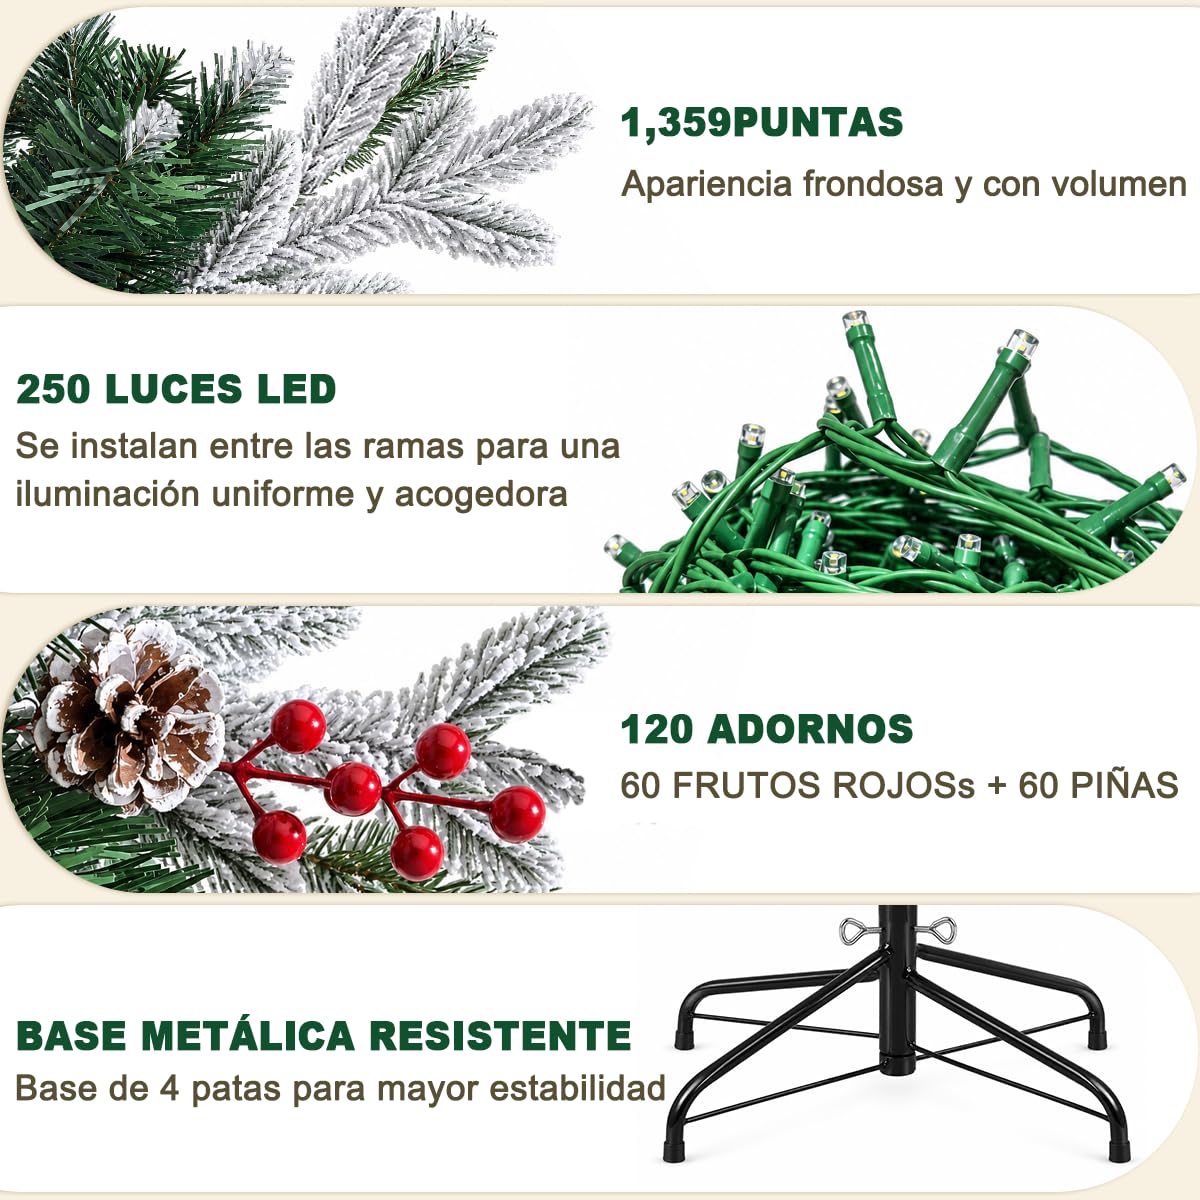 1,359PUNTAS
Apariencia frondosa y con volumen
250 LUCES LED
Se instalan entre las ramas para una
iluminación uniforme y acogedora
120 ADORNOS
60 FRUTOS ROJOSs + 60 PIÑAS
BASE METÁLICA RESISTENTE
Base de 4 patas para mayor estabilidad